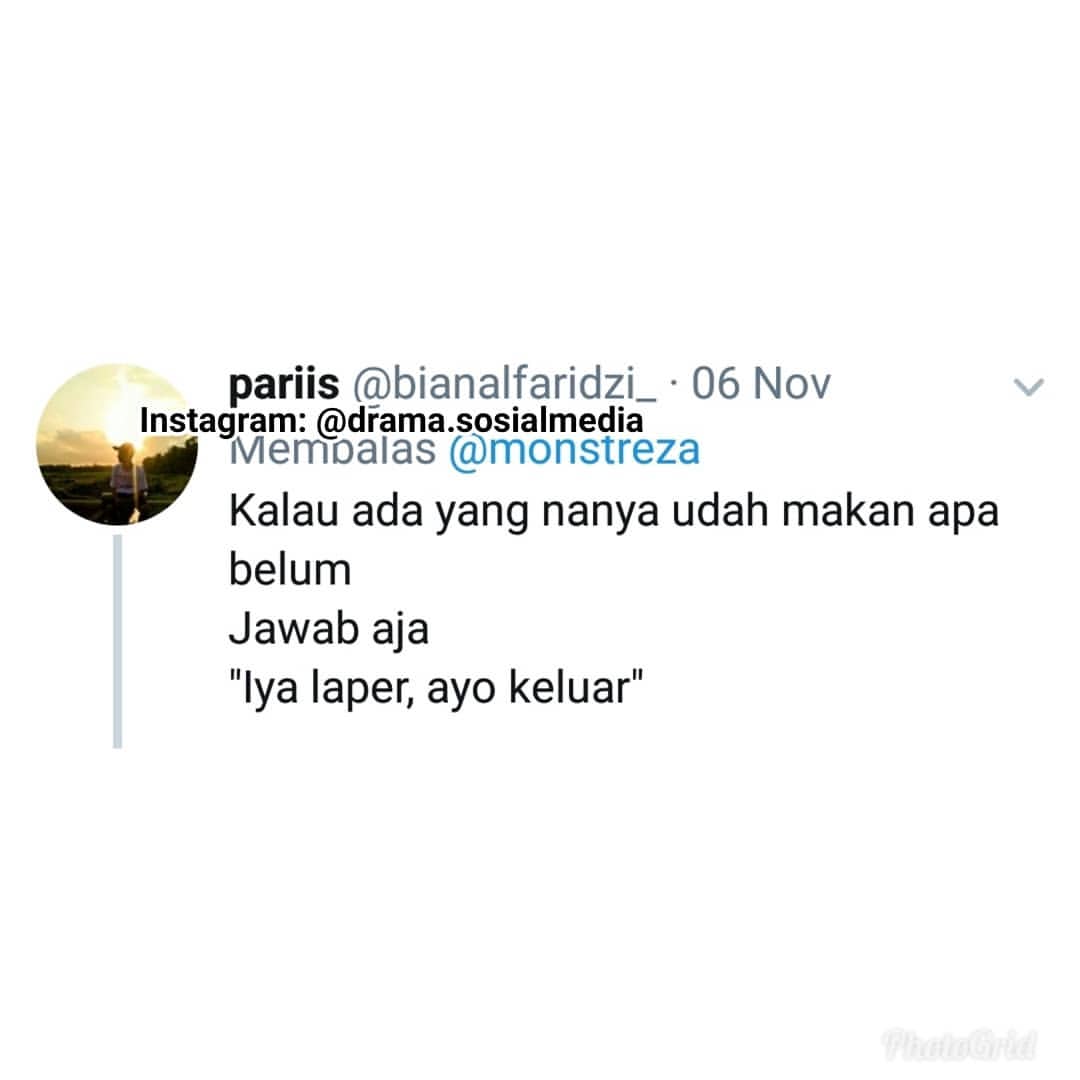 pariis @bianalfaridzi_ · 06 Nov
Instagram: @drama.sosialmedia
Membalas @monstreza
Kalau ada yang nanya udah makan apa
belum
Jawab aja
"Iya laper, ayo keluar"
PhotoGrid